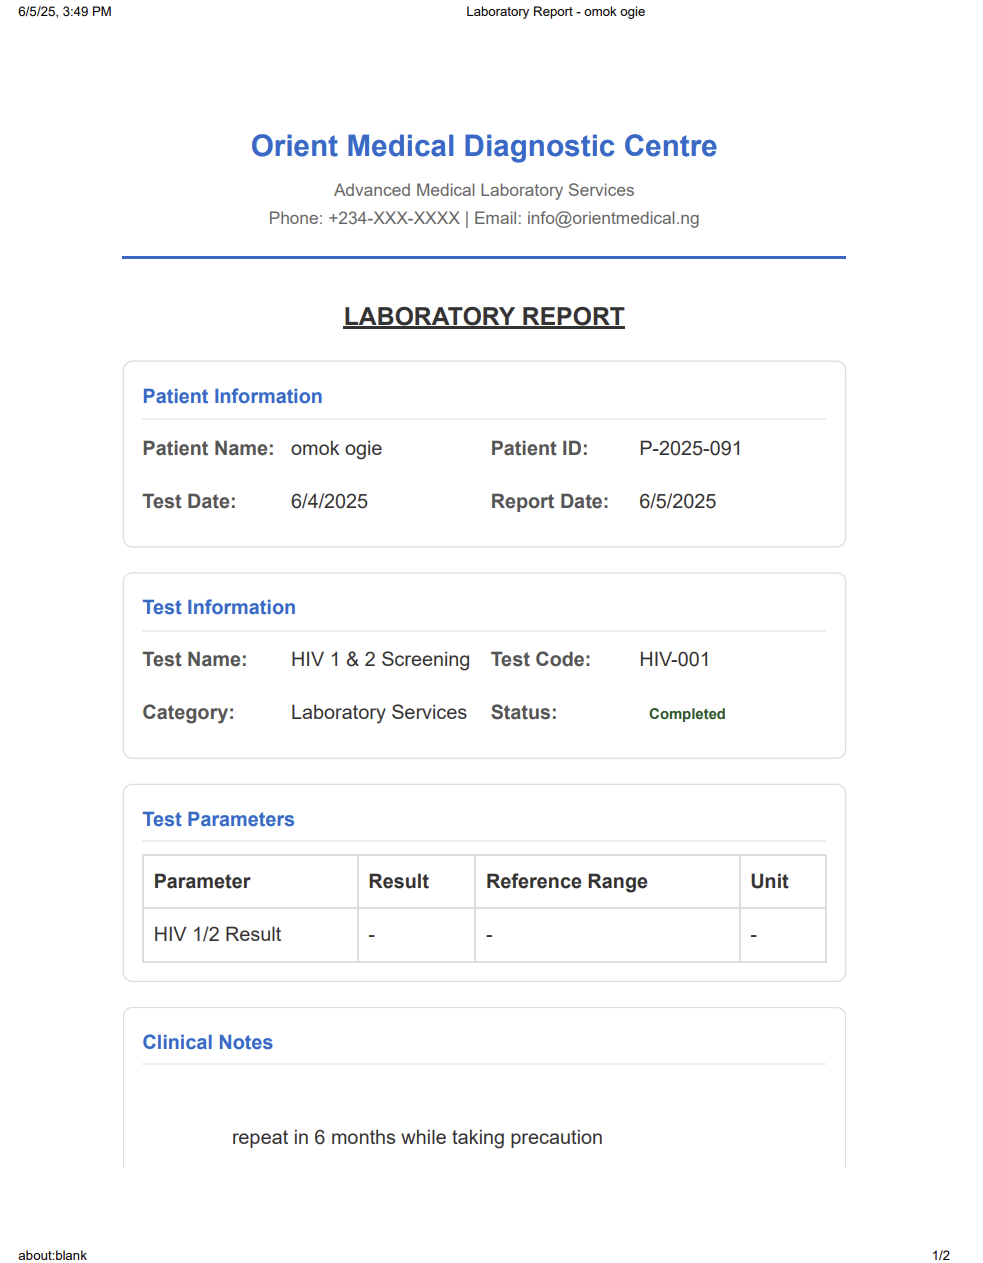 6/5/25, 3:49 PM Laboratory Report - omok ogie
Orient Medical Diagnostic Centre
Advanced Medical Laboratory Services
Phone: +234-XXX-XXXX | Email: info@orientmedical.ng
LABORATORY REPORT
Patient Information
Patient Name: omok ogie Patient ID: P-2025-091
Test Date: 6/4/2025 Report Date: 6/5/2025
Test Information
Test Name: HIV 1 & 2 Screening Test Code: HIV-001
Category: Laboratory Services Status: Completed
Test Parameters
Parameter Result Reference Range Unit
HIV 1/2 Result - - -
Clinical Notes
repeat in 6 months while taking precaution
about:blank 1/2